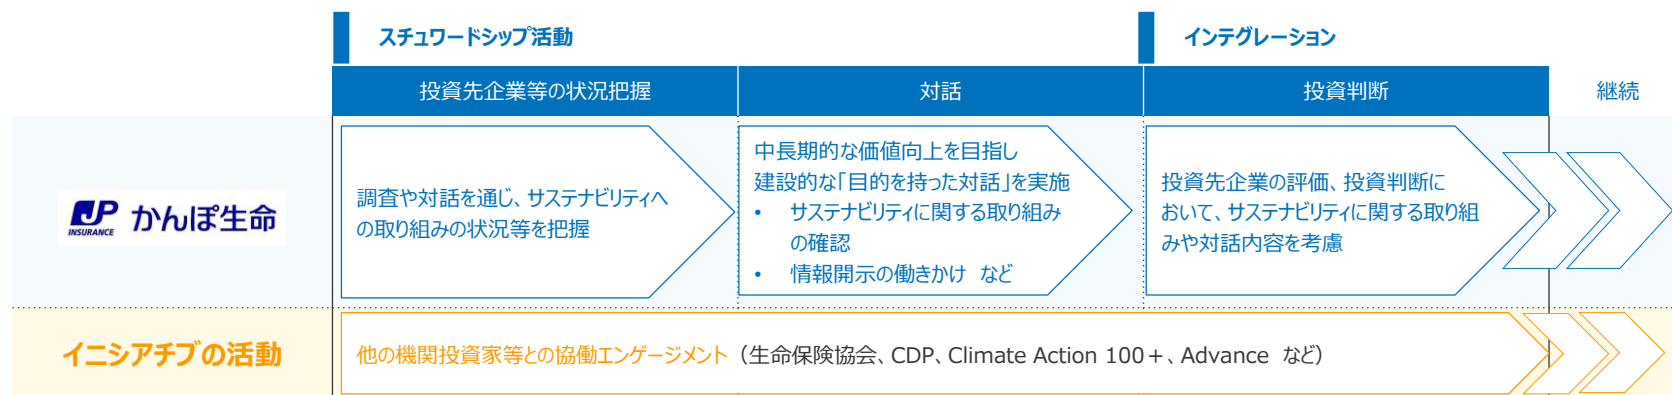 スチュワードシップ活動
インテグレーション
投資先企業等の状況把握
対話
投資判断
継続
JP INSURANCE かんぽ生命
調査や対話を通じ、サステナビリティへ
の取り組みの状況等を把握
中長期的な価値向上を目指し
建設的な「目的を持った対話」を実施
• サステナビリティに関する取り組み
の確認
• 情報開示の働きかけ など
投資先企業の評価、投資判断に
おいて、サステナビリティに関する取り組
みや対話内容を考慮
イニシアチブの活動
他の機関投資家等との協働エンゲージメント（生命保険協会、CDP、Climate Action 100＋、Advance など）